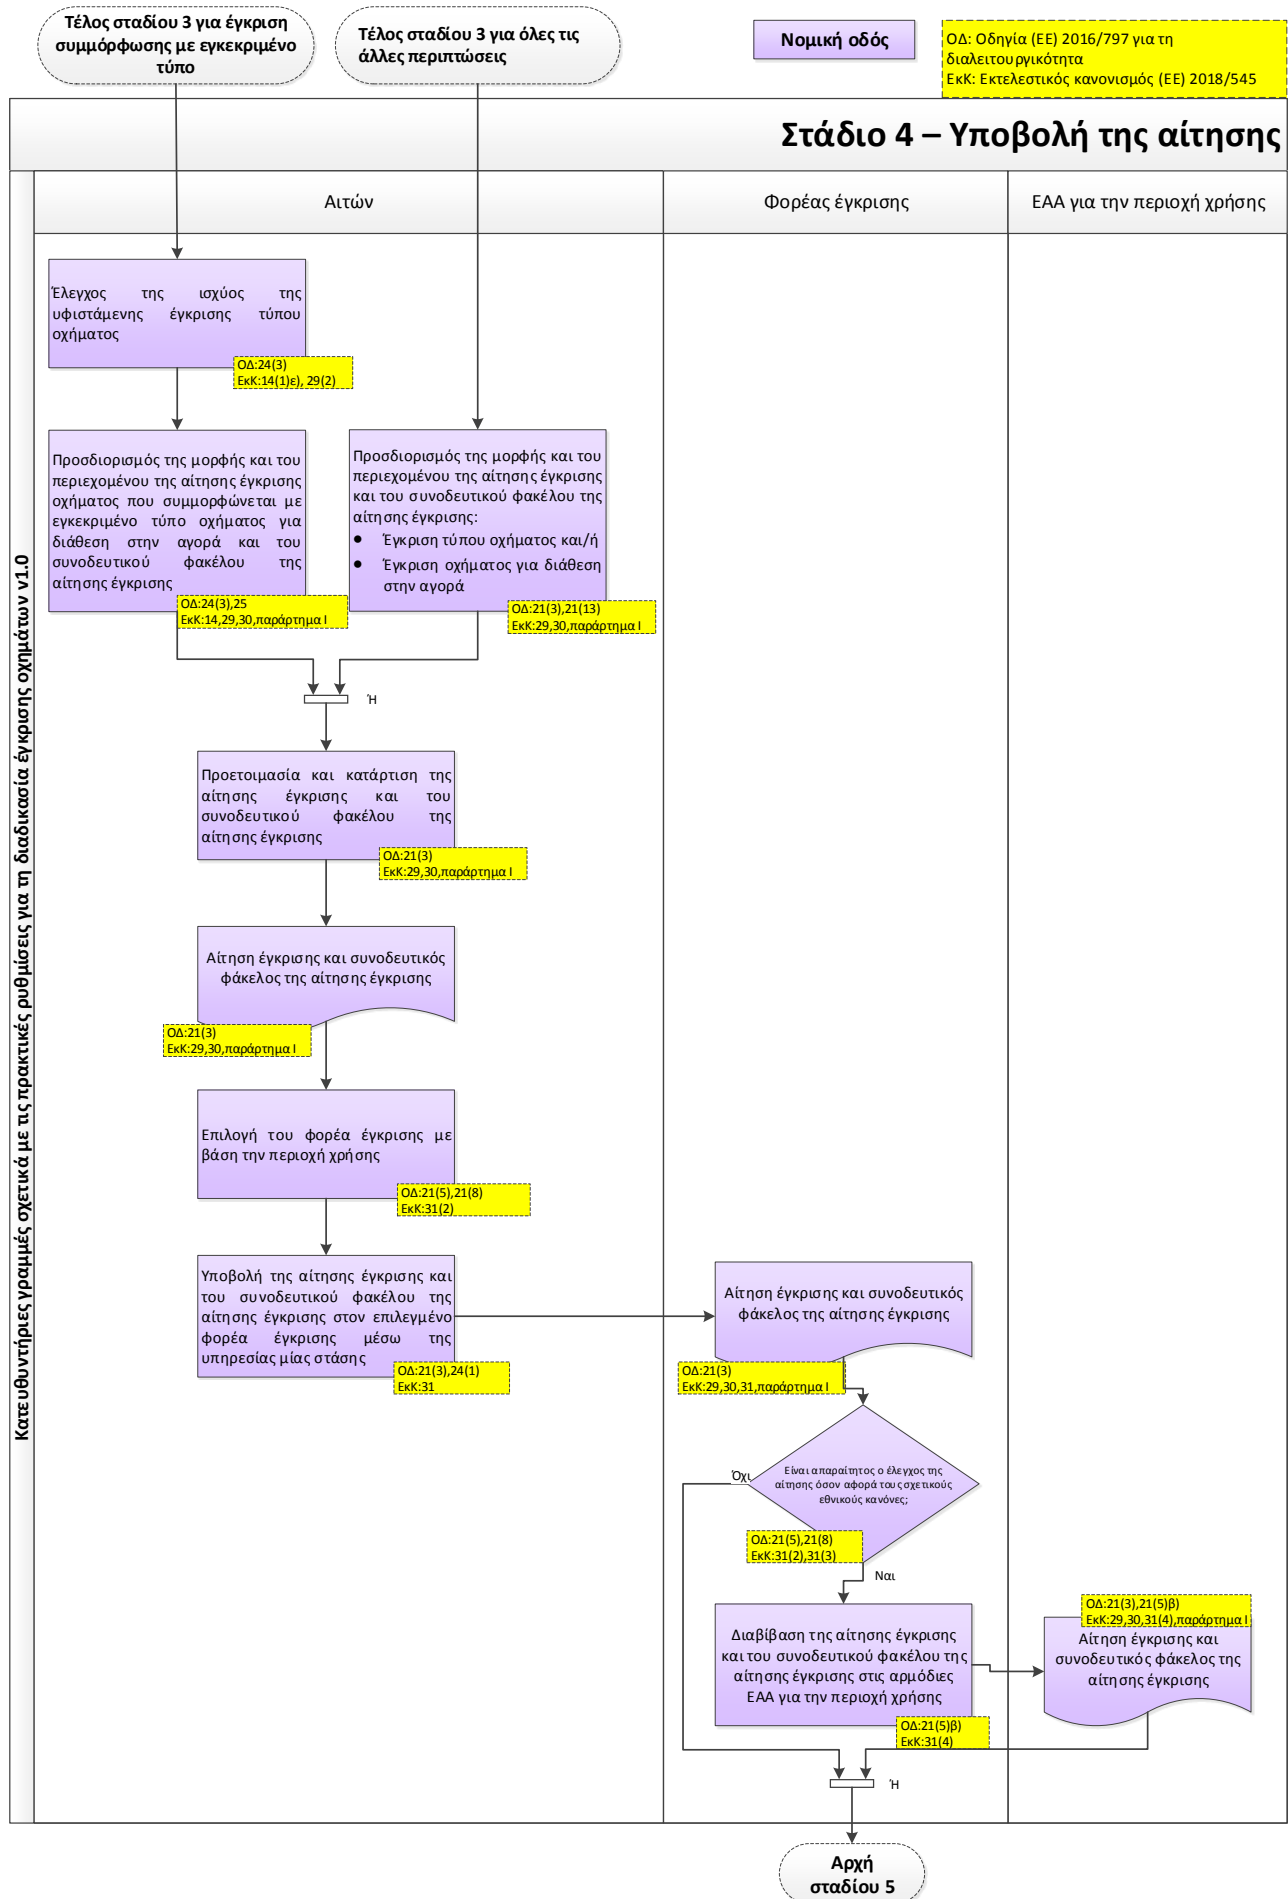 Τέλος σταδίου 3 για έγκριση
συμμόρφωσης με εγκεκριμένο
τύπο
Τέλος σταδίου 3 για όλες τις
άλλες περιπτώσεις
Νομική οδός
ΟΔ: Οδηγία (ΕΕ) 2016/797 για τη
διαλειτουργικότητα
ΕκΚ: Εκτελεστικός κανονισμός (ΕΕ) 2018/545
Στάδιο 4 – Υποβολή της αίτησης
Κατευθυντήριες γραμμές σχετικά με τις πρακτικές ρυθμίσεις για τη διαδικασία έγκρισης οχημάτων v1.0
Αιτών
Φορέας έγκρισης
ΕΑΑ για την περιοχή χρήσης
Έλεγχος της ισχύος της
υφιστάμενης έγκρισης τύπου
οχήματος
ΟΔ:24(3)
ΕκΚ:14(1)ε), 29(2)
Προσδιορισμός της μορφής και του
περιεχομένου της αίτησης έγκρισης
οχήματος που συμμορφώνεται με
εγκεκριμένο τύπο οχήματος για
διάθεση στην αγορά και του
συνοδευτικού φακέλου της
αίτησης έγκρισης
ΟΔ:24(3),25
ΕκΚ:14,29,30,παράρτημα Ι
Προσδιορισμός της μορφής και του
περιεχομένου της αίτησης έγκρισης
και του συνοδευτικού φακέλου της
αίτησης έγκρισης:
● Έγκριση τύπου οχήματος και/ή
● Έγκριση οχήματος για διάθεση
στην αγορά
ΟΔ:21(3),21(13)
ΕκΚ:29,30,παράρτημα Ι
Ή
Προετοιμασία και κατάρτιση της
αίτησης έγκρισης και του
συνοδευτικού φακέλου της
αίτησης έγκρισης
ΟΔ:21(3)
ΕκΚ:29,30,παράρτημα Ι
Αίτηση έγκρισης και συνοδευτικός
φάκελος της αίτησης έγκρισης
ΟΔ:21(3)
ΕκΚ:29,30,παράρτημα Ι
Επιλογή του φορέα έγκρισης με
βάση την περιοχή χρήσης
ΟΔ:21(5),21(8)
ΕκΚ:31(2)
Υποβολή της αίτησης έγκρισης και
του συνοδευτικού φακέλου της
αίτησης έγκρισης στον επιλεγμένο
φορέα έγκρισης μέσω της
υπηρεσίας μίας στάσης
ΟΔ:21(3),24(1)
ΕκΚ:31
Αίτηση έγκρισης και συνοδευτικός
φάκελος της αίτησης έγκρισης
ΟΔ:21(3)
ΕκΚ:29,30,31,παράρτημα Ι
Είναι απαραίτητος ο έλεγχος της
αίτησης όσον αφορά τους σχετικούς
εθνικούς κανόνες;
Όχι
ΟΔ:21(5),21(8)
ΕκΚ:31(2),31(3)
Ναι
Διαβίβαση της αίτησης έγκρισης
και του συνοδευτικού φακέλου της
αίτησης έγκρισης στις αρμόδιες
ΕΑΑ για την περιοχή χρήσης
ΟΔ:21(5)β)
ΕκΚ:31(4)
ΟΔ:21(3),21(5)β)
ΕκΚ:29,30,31(4),παράρτημα Ι
Αίτηση έγκρισης και
συνοδευτικός φάκελος της
αίτησης έγκρισης
Ή
Αρχή
σταδίου 5